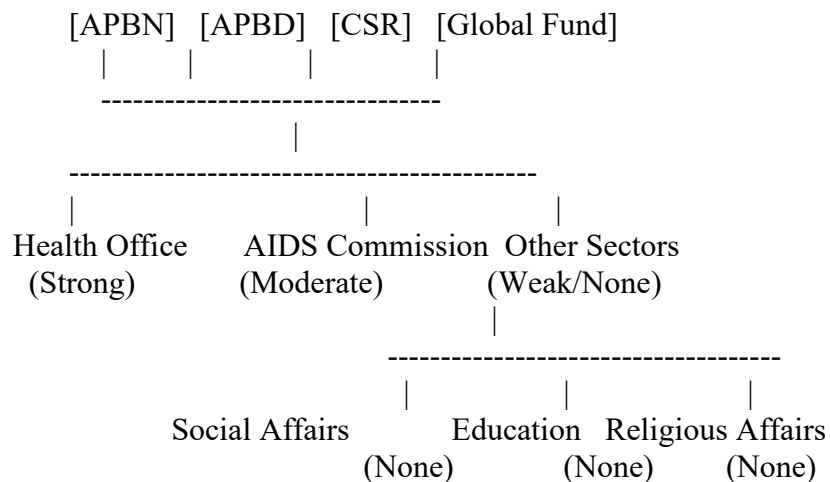 [APBN] [APBD] [CSR] [Global Fund]
| | | |
--------------------------------
|
--------------------------------------------
| | |
Health Office AIDS Commission Other Sectors
(Strong) (Moderate) (Weak/None)
|
-------------------------------------
| | |
Social Affairs Education Religious Affairs
(None) (None) (None)